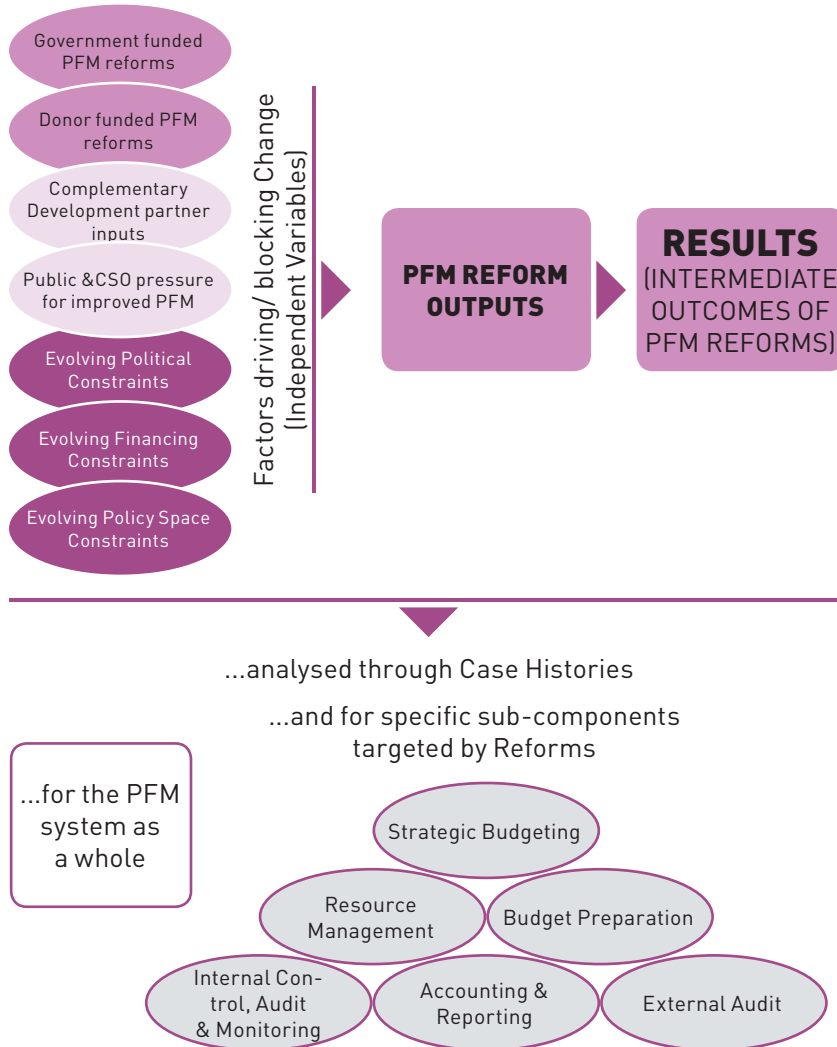 Government funded
PFM reforms
Donor funded PFM
reforms
Complementary
Development partner
inputs
Public &CSO pressure
for improved PFM
Evolving Political
Constraints
Evolving Financing
Constraints
Evolving Policy Space
Constraints
Factors driving/ blocking Change
(Independent Variables)
PFM REFORM
OUTPUTS
RESULTS
(INTERMEDIATE
OUTCOMES OF
PFM REFORMS)
...analysed through Case Histories
...and for specific sub-components
targeted by Reforms
...for the PFM
system as
a whole
Strategic Budgeting
Resource
Management
Budget Preparation
Internal Con-
trol, Audit
& Monitoring
Accounting &
Reporting
External Audit